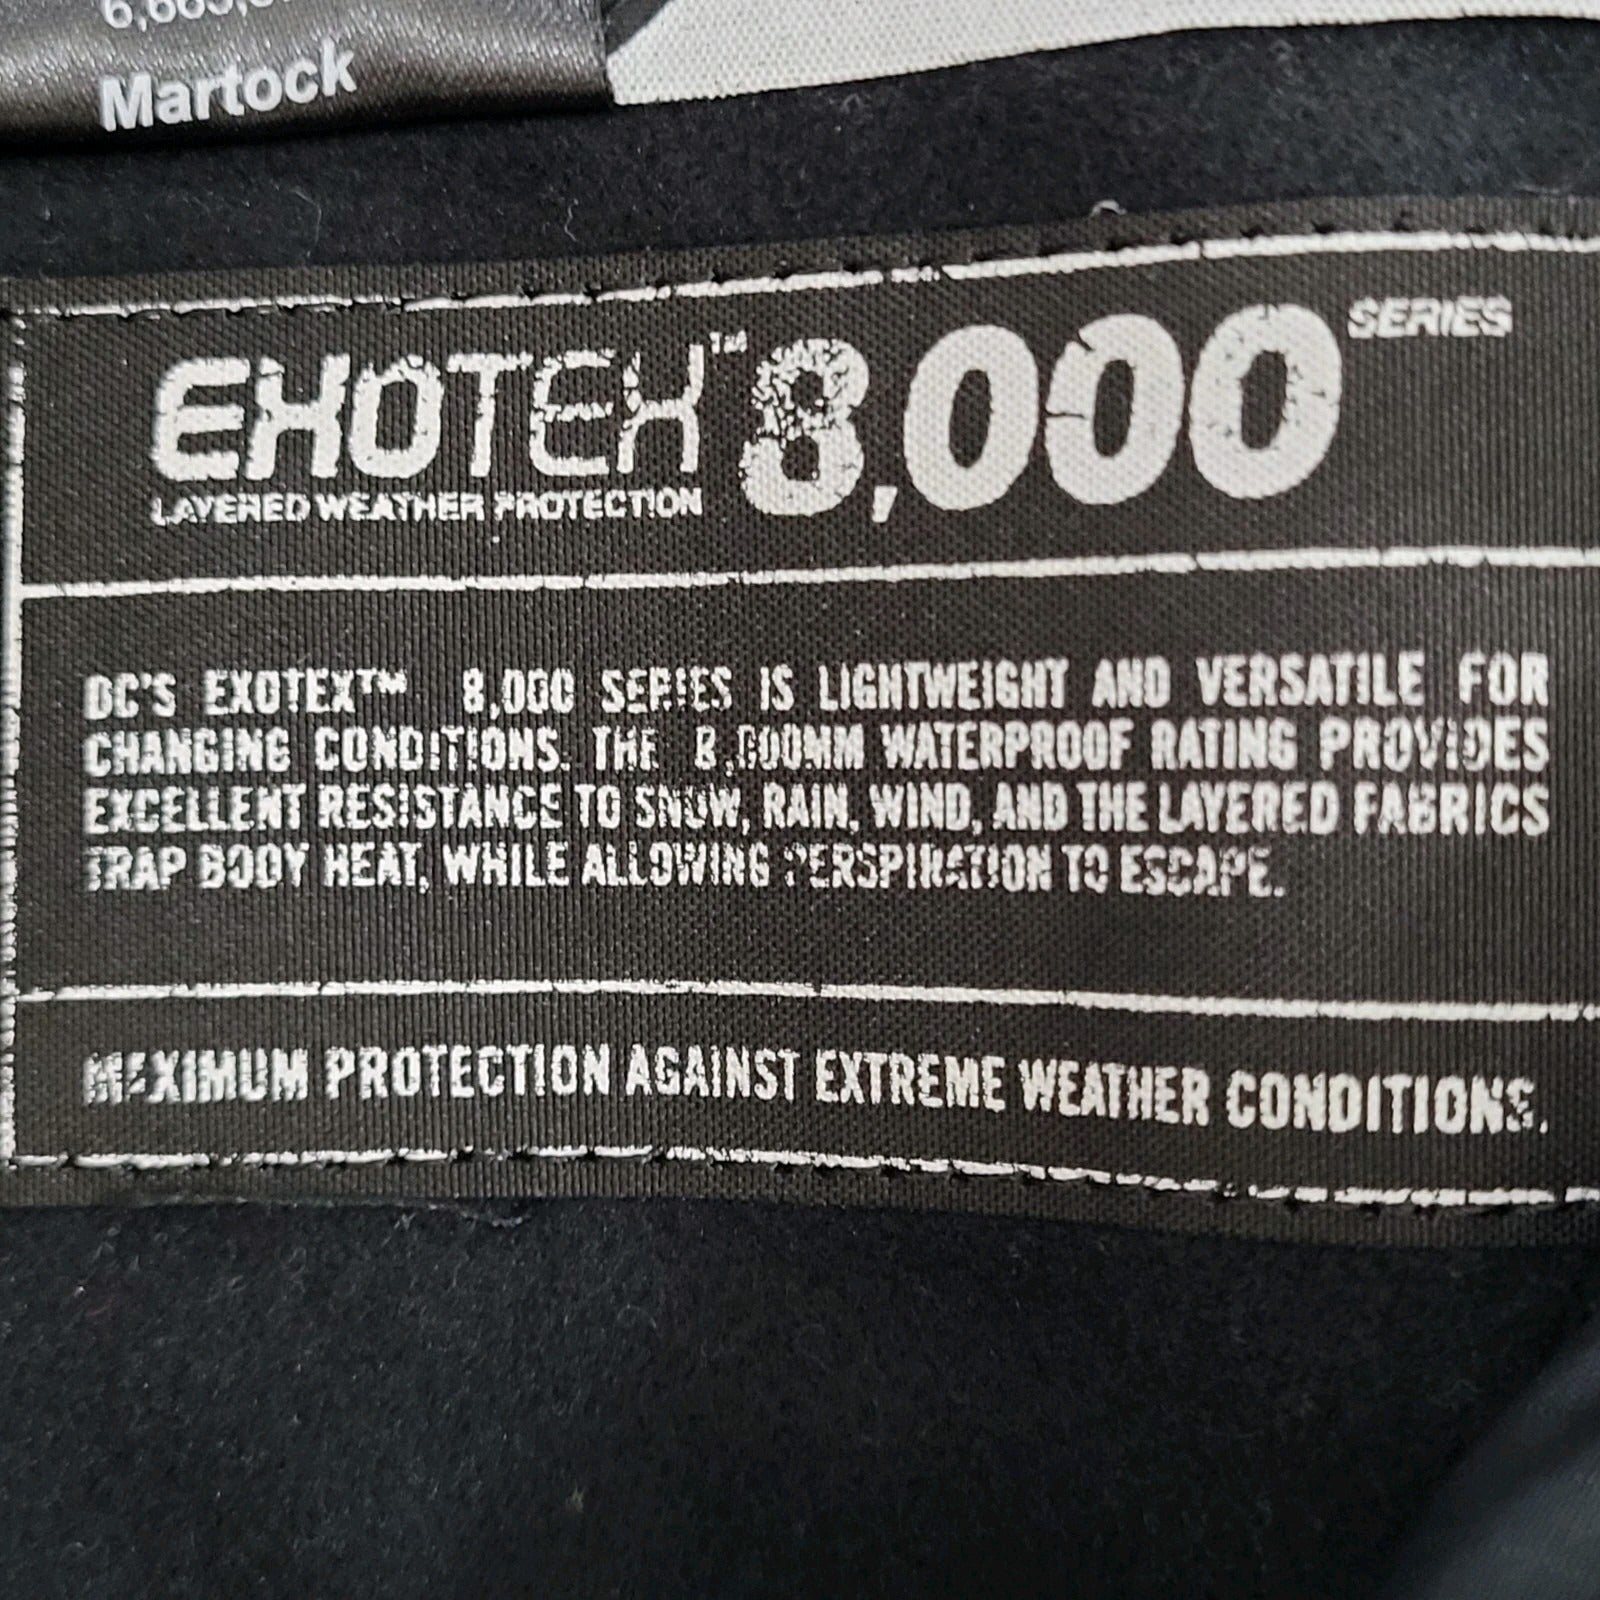 Martock
EXOTEX™ 8,000 SERIES
LAYERED WEATHER PROTECTION
DC'S EXOTEX™ 8,000 SERIES IS LIGHTWEIGHT AND VERSATILE FOR
CHANGING CONDITIONS. THE 8,000MM WATERPROOF RATING PROVIDES
EXCELLENT RESISTANCE TO SNOW, RAIN, WIND, AND THE LAYERED FABRICS
TRAP BODY HEAT, WHILE ALLOWING PERSPIRATION TO ESCAPE.
MAXIMUM PROTECTION AGAINST EXTREME WEATHER CONDITIONS.